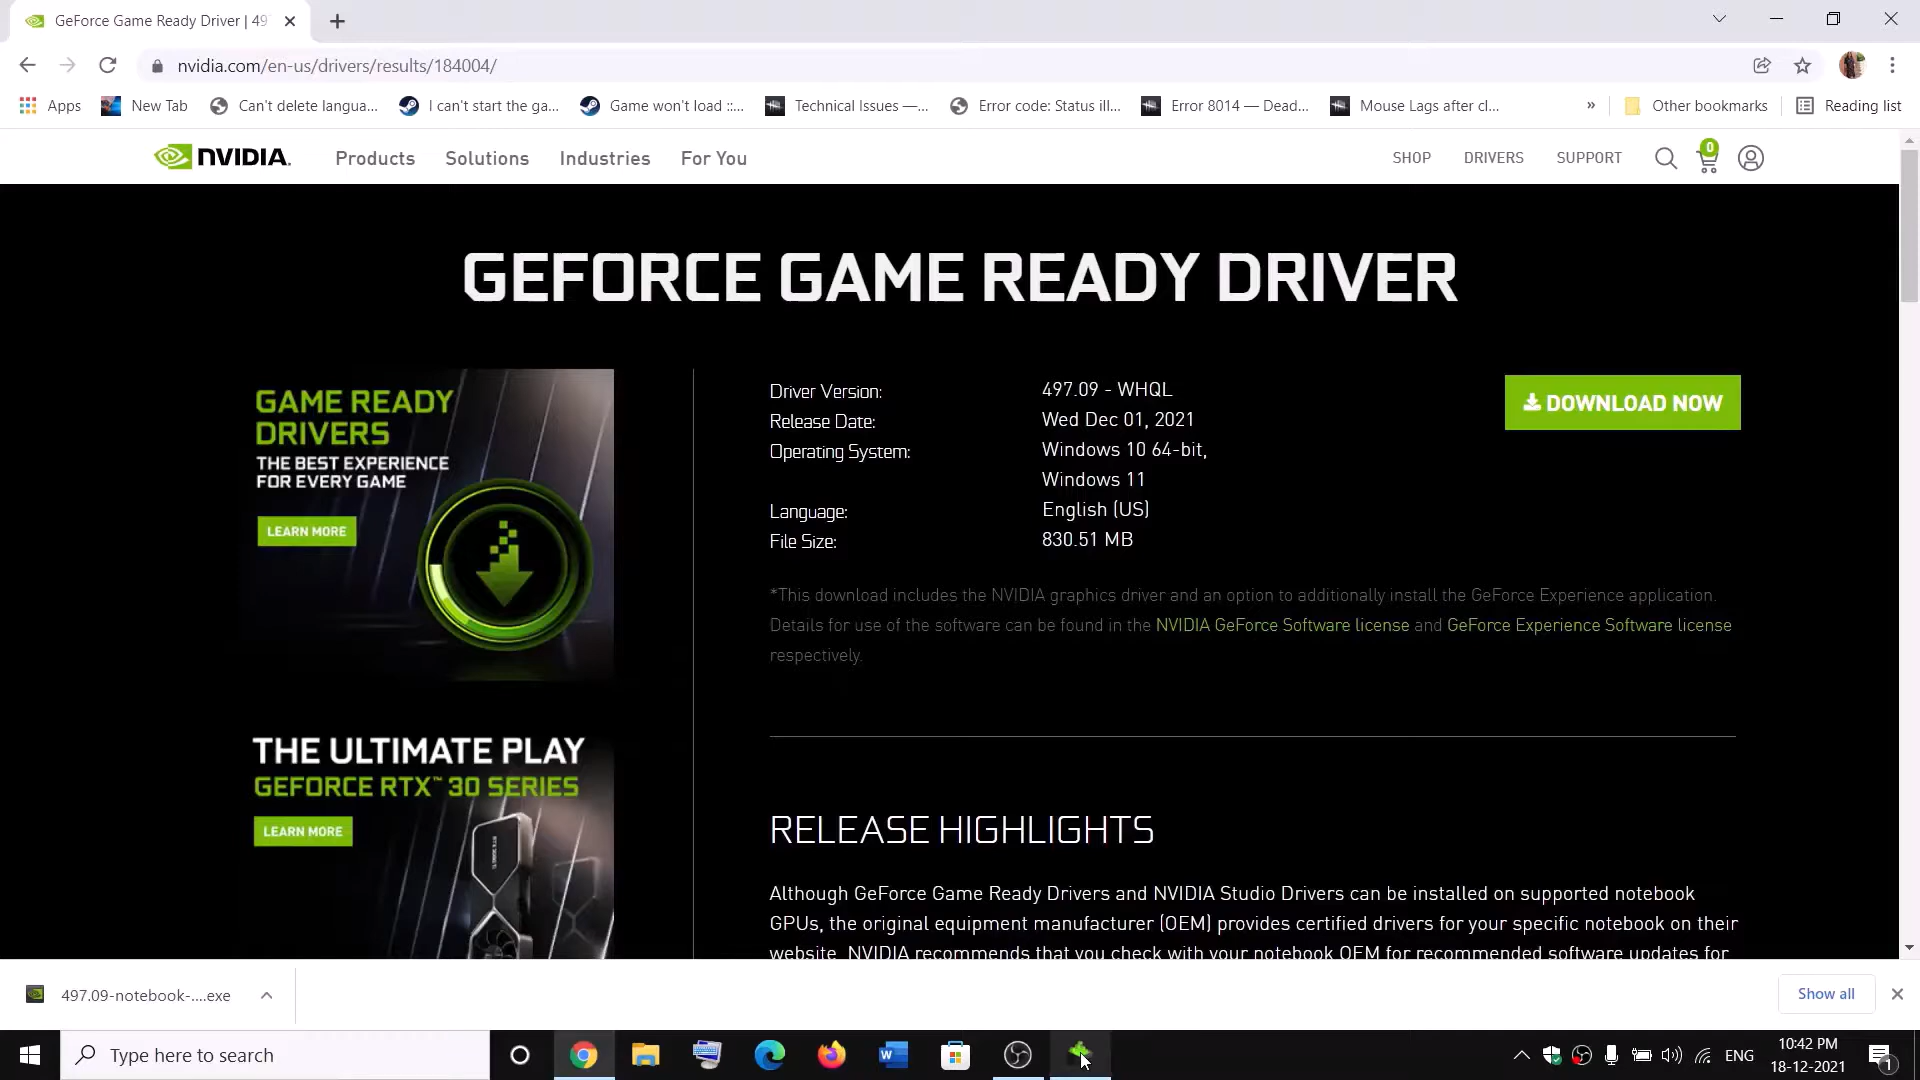 GeForce Game Ready Driver | 49
nvidia.com/en-us/drivers/results/184004/
Apps
New Tab
Can't delete langua...
I can't start the ga...
Game won't load ::...
Technical Issues —...
Error code: Status ill...
Error 8014 — Dead...
Mouse Lags after cl...
»
Other bookmarks
Reading list
NVIDIA.
Products
Solutions
Industries
For You
SHOP
DRIVERS
SUPPORT
0
GEFORCE GAME READY DRIVER
GAME READY
DRIVERS
THE BEST EXPERIENCE
FOR EVERY GAME
LEARN MORE
THE ULTIMATE PLAY
GEFORCE RTX™ 30 SERIES
LEARN MORE
Driver Version: 497.09 - WHQL
Release Date: Wed Dec 01, 2021
Operating System: Windows 10 64-bit,
Windows 11
Language: English (US)
File Size: 830.51 MB
DOWNLOAD NOW
*This download includes the NVIDIA graphics driver and an option to additionally install the GeForce Experience application.
Details for use of the software can be found in the NVIDIA GeForce Software license and GeForce Experience Software license
respectively.
RELEASE HIGHLIGHTS
Although GeForce Game Ready Drivers and NVIDIA Studio Drivers can be installed on supported notebook
GPUs, the original equipment manufacturer (OEM) provides certified drivers for your specific notebook on their
website. NVIDIA recommends that you check with your notebook OEM for recommended software updates for
497.09-notebook-....exe
Show all
Type here to search
ENG
10:42 PM
18-12-2021
1